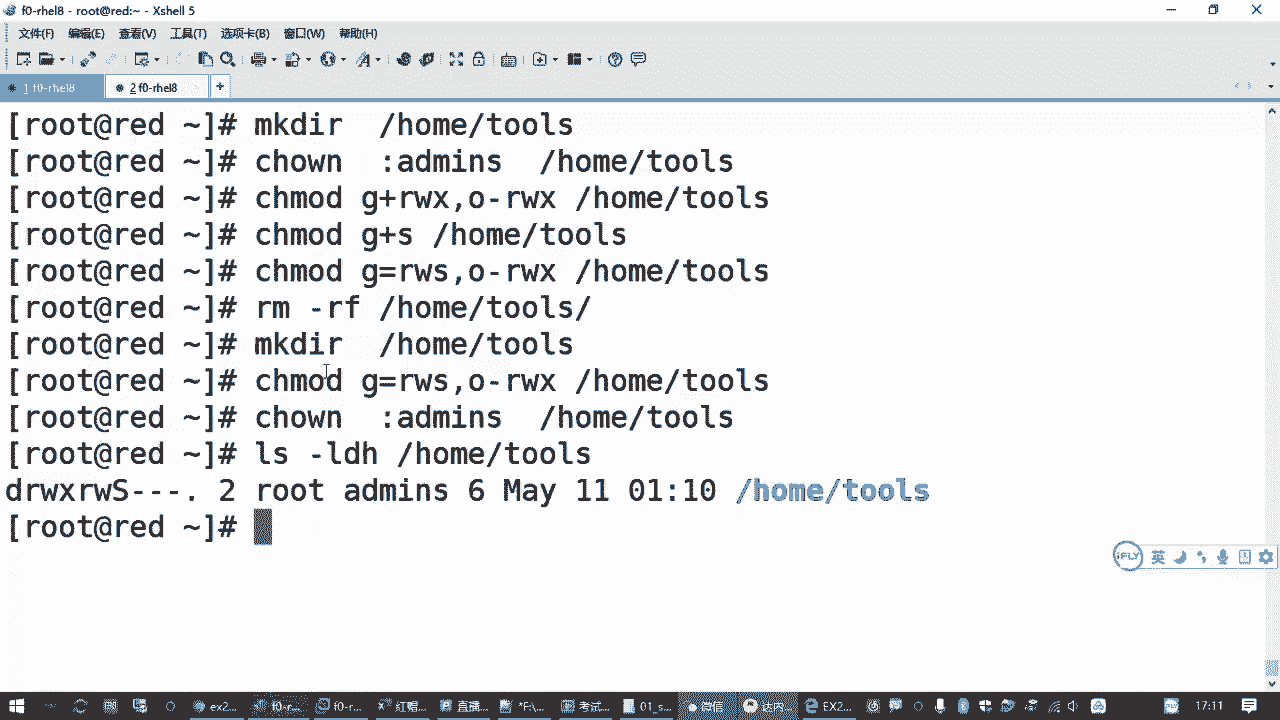 f0-rhel8 - root@red:~ - Xshell 5
文件(F) 编辑(E) 查看(V) 工具(T) 选项卡(B) 窗口(W) 帮助(H)
1 f0-rhel8 2 f0-rhel8 +
[root@red ~]# mkdir  /home/tools
[root@red ~]# chown  :admins  /home/tools
[root@red ~]# chmod g+rwx,o-rwx /home/tools
[root@red ~]# chmod g+s /home/tools
[root@red ~]# chmod g=rws,o-rwx /home/tools
[root@red ~]# rm -rf /home/tools/
[root@red ~]# mkdir  /home/tools
[root@red ~]# chmod g=rws,o-rwx /home/tools
[root@red ~]# chown  :admins  /home/tools
[root@red ~]# ls -ldh /home/tools
drwxrwS---. 2 root admins 6 May 11 01:10 /home/tools
[root@red ~]#
iFLY 英
ex2... f0-r... f0-r... 红帽... 直播... *F:\... 考试... 01_s... 微信 达内... EX2... 17:11